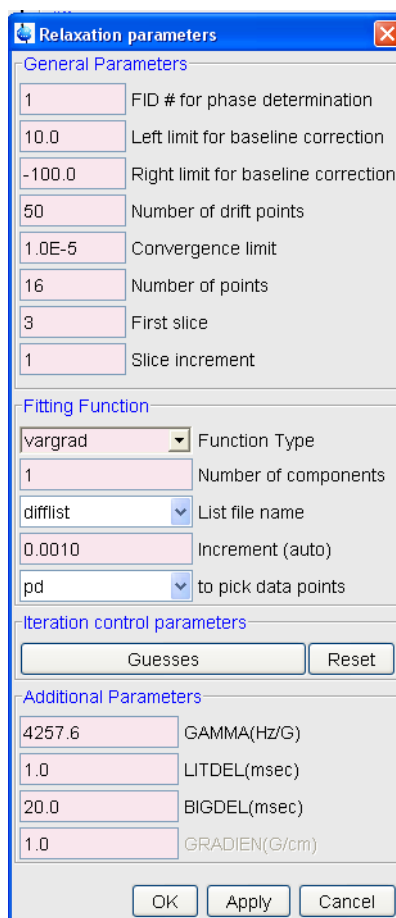 Relaxation parameters
General Parameters
1 FID # for phase determination
10.0 Left limit for baseline correction
-100.0 Right limit for baseline correction
50 Number of drift points
1.0E-5 Convergence limit
16 Number of points
3 First slice
1 Slice increment
Fitting Function
vargrad Function Type
1 Number of components
difflist List file name
0.0010 Increment (auto)
pd to pick data points
Iteration control parameters
Guesses Reset
Additional Parameters
4257.6 GAMMA(Hz/G)
1.0 LITDEL(msec)
20.0 BIGDEL(msec)
1.0 GRADIEN(G/cm)
OK Apply Cancel